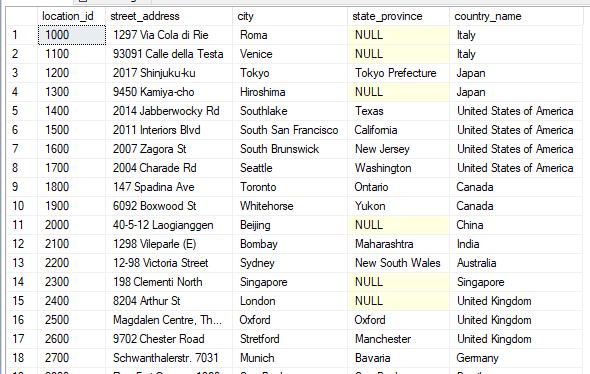 location_id street_address city state_province country_name
1 1000 1297 Via Cola di Rie Roma NULL Italy
2 1100 93091 Calle della Testa Venice NULL Italy
3 1200 2017 Shinjuku-ku Tokyo Tokyo Prefecture Japan
4 1300 9450 Kamiya-cho Hiroshima NULL Japan
5 1400 2014 Jabberwocky Rd Southlake Texas United States of America
6 1500 2011 Interiors Blvd South San Francisco California United States of America
7 1600 2007 Zagora St South Brunswick New Jersey United States of America
8 1700 2004 Charade Rd Seattle Washington United States of America
9 1800 147 Spadina Ave Toronto Ontario Canada
10 1900 6092 Boxwood St Whitehorse Yukon Canada
11 2000 40-5-12 Laogianggen Beijing NULL China
12 2100 1298 Vileparle (E) Bombay Maharashtra India
13 2200 12-98 Victoria Street Sydney New South Wales Australia
14 2300 198 Clementi North Singapore NULL Singapore
15 2400 8204 Arthur St London NULL United Kingdom
16 2500 Magdalen Centre, Th... Oxford Oxford United Kingdom
17 2600 9702 Chester Road Stretford Manchester United Kingdom
18 2700 Schwanthalerstr. 7031 Munich Bavaria Germany